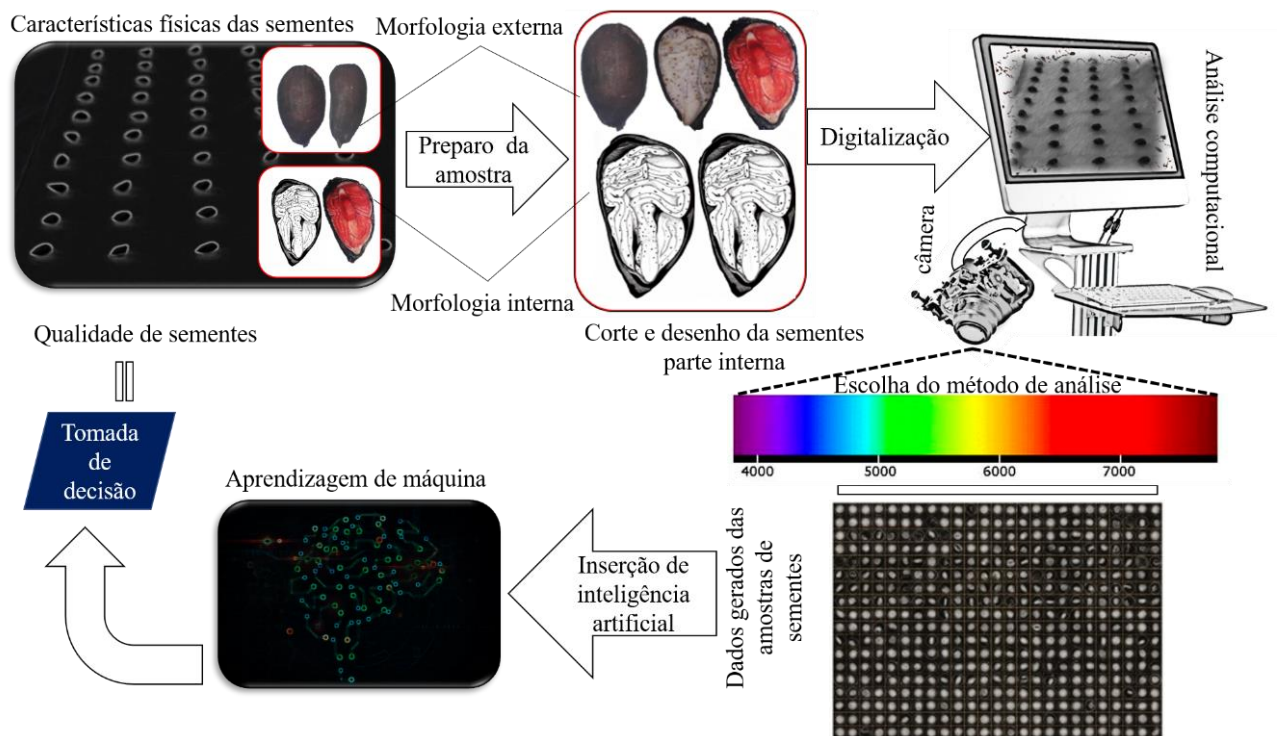 Características físicas das sementes
Morfologia externa
Preparo da
amostra
Morfologia interna
Corte e desenho da sementes
parte interna
Digitalização
Análise computacional
câmera
Escolha do método de análise
4000 5000 6000 7000
Dados gerados das
amostras de
sementes
Inserção de
inteligência
artificial
Aprendizagem de máquina
Tomada
de
decisão
Qualidade de sementes